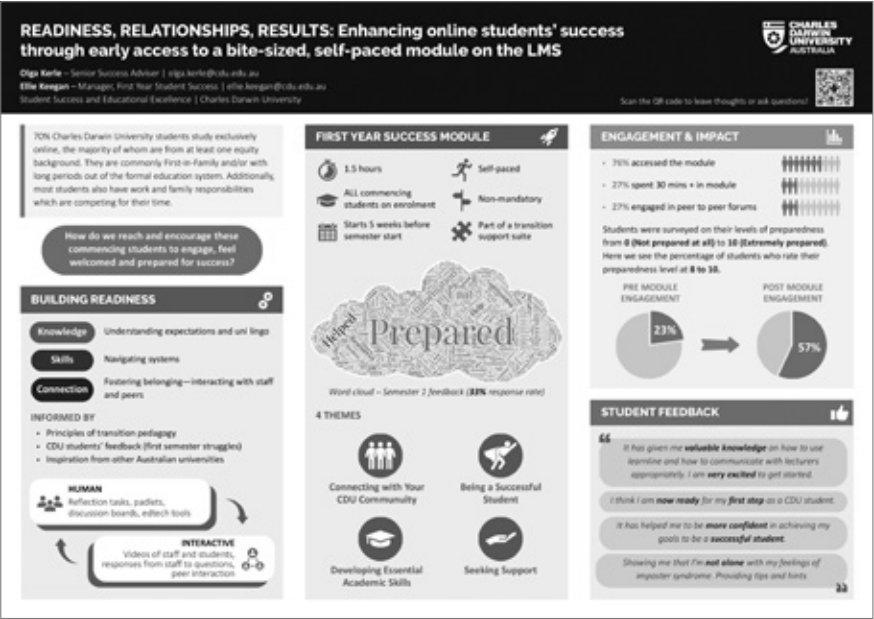 READINESS, RELATIONSHIPS, RESULTS: Enhancing online students' success
through early access to a bite-sized, self-paced module on the LMS
Olga Kerle – Senior Success Adviser | olga.kerle@cdu.edu.au
Ellie Keegan – Manager, First Year Student Success | ellie.keegan@cdu.edu.au
Student Success and Educational Excellence | Charles Darwin University
CHARLES
DARWIN
UNIVERSITY
AUSTRALIA
Scan the QR code to leave thoughts or ask questions!
70% Charles Darwin University students study exclusively
online, the majority of whom are from at least one equity
background. They are commonly First-in-Family and/or with
long periods out of the formal education system. Additionally,
most students also have work and family responsibilities
which are competing for their time.
How do we reach and encourage these
commencing students to engage, feel
welcomed and prepared for success?
BUILDING READINESS
Knowledge
Understanding expectations and uni lingo
Skills
Navigating systems
Connection
Fostering belonging—interacting with staff
and peers
INFORMED BY
• Principles of transition pedagogy
• CDU students' feedback (first semester struggles)
• Inspiration from other Australian universities
HUMAN
Reflection tasks, padlets,
discussion boards, edtech tools
INTERACTIVE
Videos of staff and students,
responses from staff to questions,
peer interaction
FIRST YEAR SUCCESS MODULE
1.5 hours
Self-paced
ALL commencing
students on enrolment
Non-mandatory
Starts 5 weeks before
semester start
Part of a transition
support suite
Helped
Prepared
Word cloud – Semester 1 feedback (33% response rate)
4 THEMES
Connecting with Your
CDU Community
Being a Successful
Student
Developing Essential
Academic Skills
Seeking Support
ENGAGEMENT & IMPACT
• 76% accessed the module
• 27% spent 30 mins + in module
• 27% engaged in peer to peer forums
Students were surveyed on their levels of preparedness
from 0 (Not prepared at all) to 10 (Extremely prepared).
Here we see the percentage of students who rate their
preparedness level at 8 to 10.
PRE MODULE
ENGAGEMENT
POST MODULE
ENGAGEMENT
23%
57%
STUDENT FEEDBACK
"
It has given me valuable knowledge on how to use
learnline and how to communicate with lecturers
appropriately. I am very excited to get started.
I think I am now ready for my first step as a CDU student.
It has helped me to be more confident in achieving my
goals to be a successful student.
Showing me that I'm not alone with my feelings of
imposter syndrome. Providing tips and hints
"